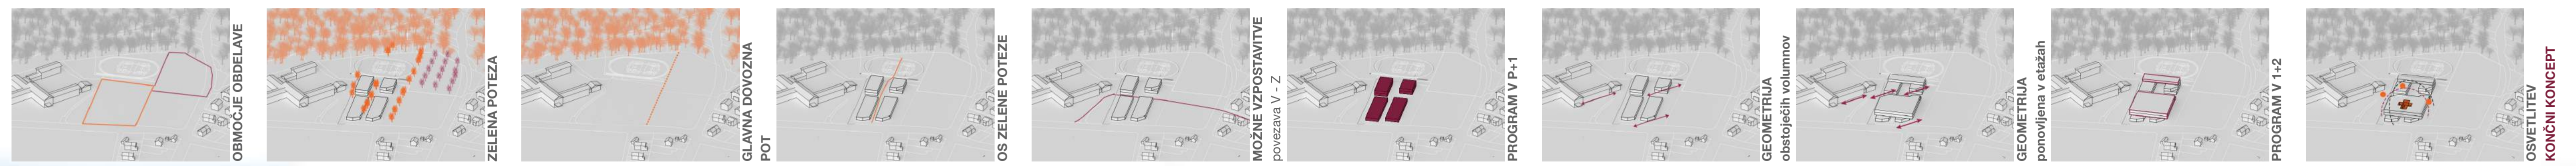 OBMOČJE OBDELAVE
ZELENA POTEZA
GLAVNA DOVOZNA
POT
OS ZELENE POTEZE
MOŽNE VZPOSTAVITVE
povezava V - Z
PROGRAM V P+1
GEOMETRIJA
obstoječih volumnov
GEOMETRIJA
ponovljena v etažah
PROGRAM V 1+2
OSVETLITEV
KONČNI KONCEPT